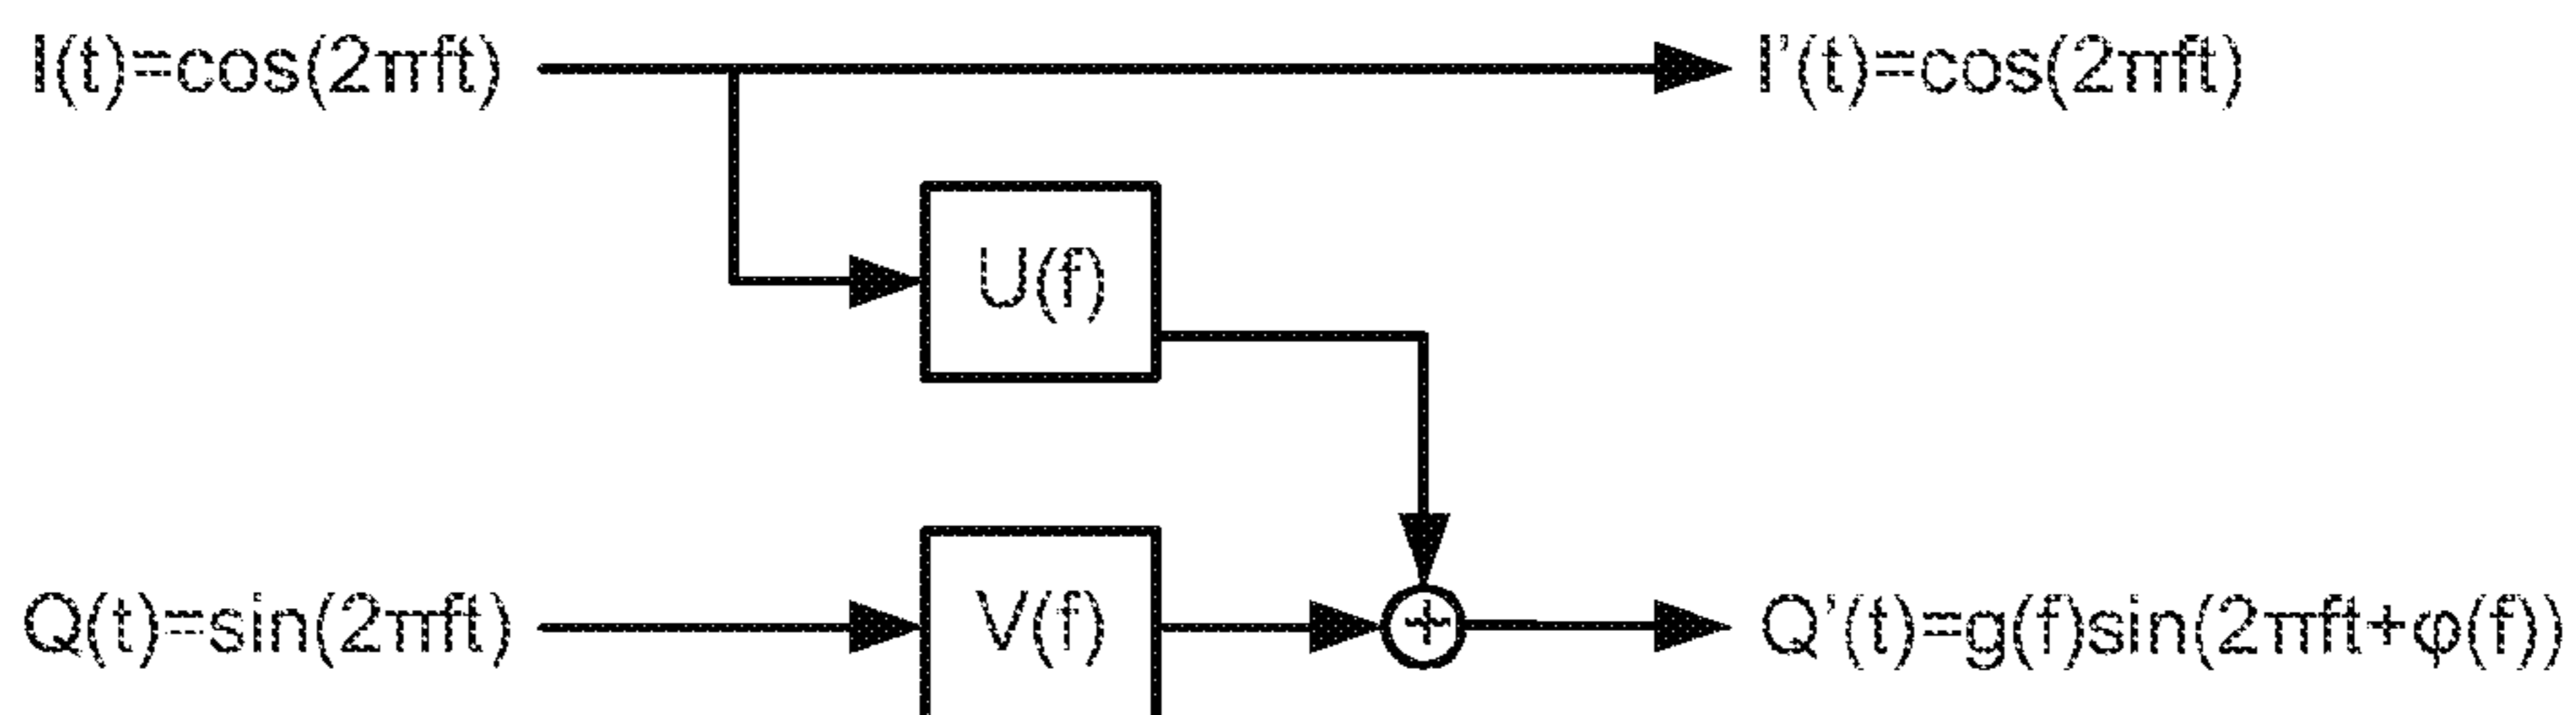 I(t)=cos(2πft) I'(t)=cos(2πft)
U(f)
+
Q(t)=sin(2πft) V(f) Q'(t)=g(f)sin(2πft+φ(f))